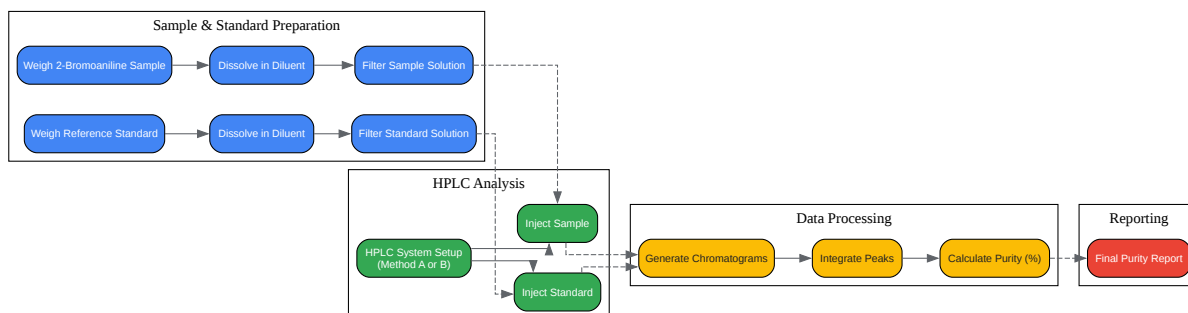 Sample & Standard Preparation
Weigh 2-Bromoaniline Sample
Dissolve in Diluent
Filter Sample Solution
Weigh Reference Standard
Dissolve in Diluent
Filter Standard Solution
HPLC Analysis
Inject Sample
HPLC System Setup
(Method A or B)
Inject Standard
Data Processing
Generate Chromatograms
Integrate Peaks
Calculate Purity (%)
Reporting
Final Purity Report